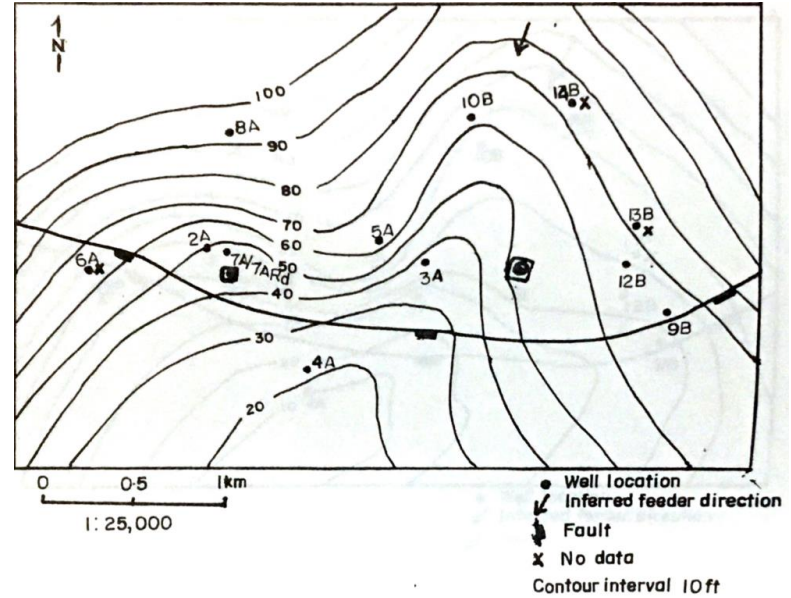 N
100
8A
10B
90
80
70
60
2A
5A
13B
7A/7ARd
50
6A
3A
12B
40
9B
30
4A
20
0 0·5 1km
1:25,000
Well location
Inferred feeder direction
Fault
x No data
Contour interval 10ft